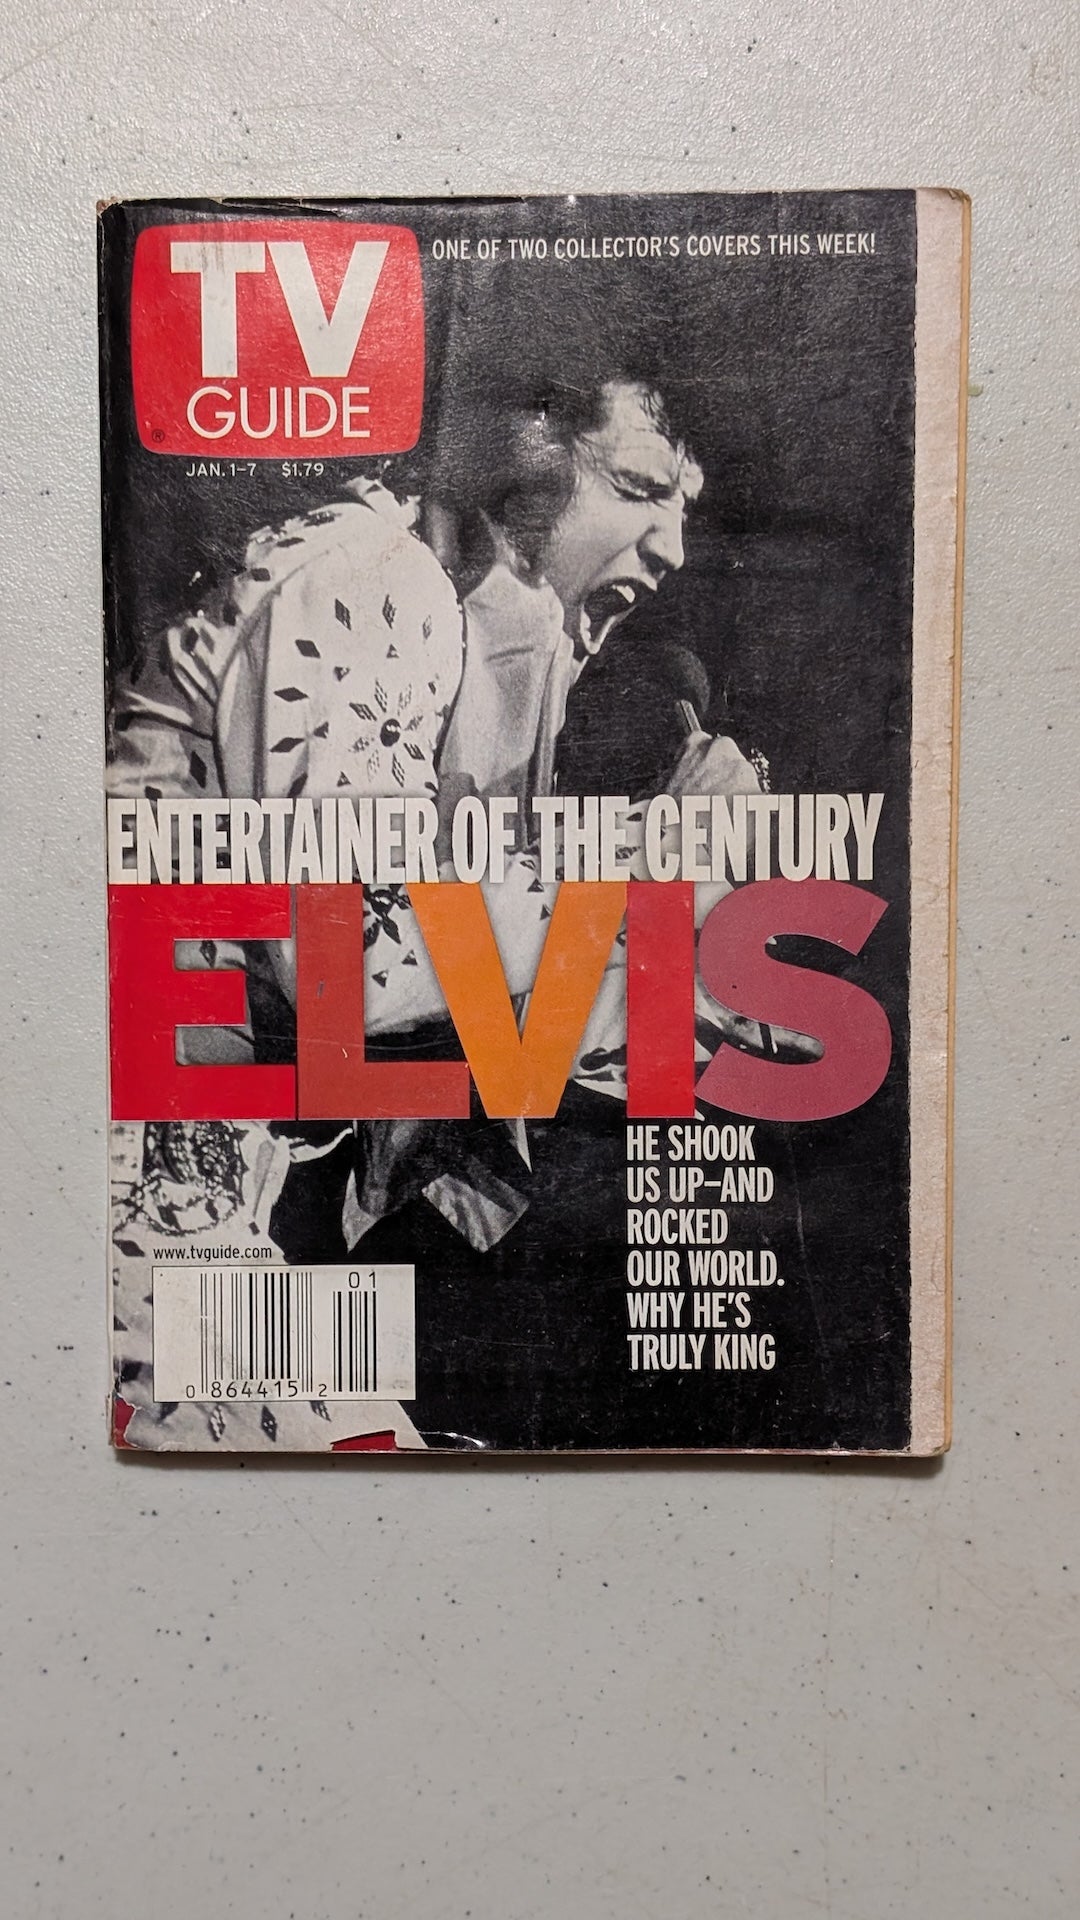 TV
GUIDE
®
JAN. 1–7 $1.79
ONE OF TWO COLLECTOR'S COVERS THIS WEEK!
ENTERTAINER OF THE CENTURY
ELVIS
HE SHOOK
US UP–AND
ROCKED
OUR WORLD.
WHY HE'S
TRULY KING
www.tvguide.com
01
0 864415 2